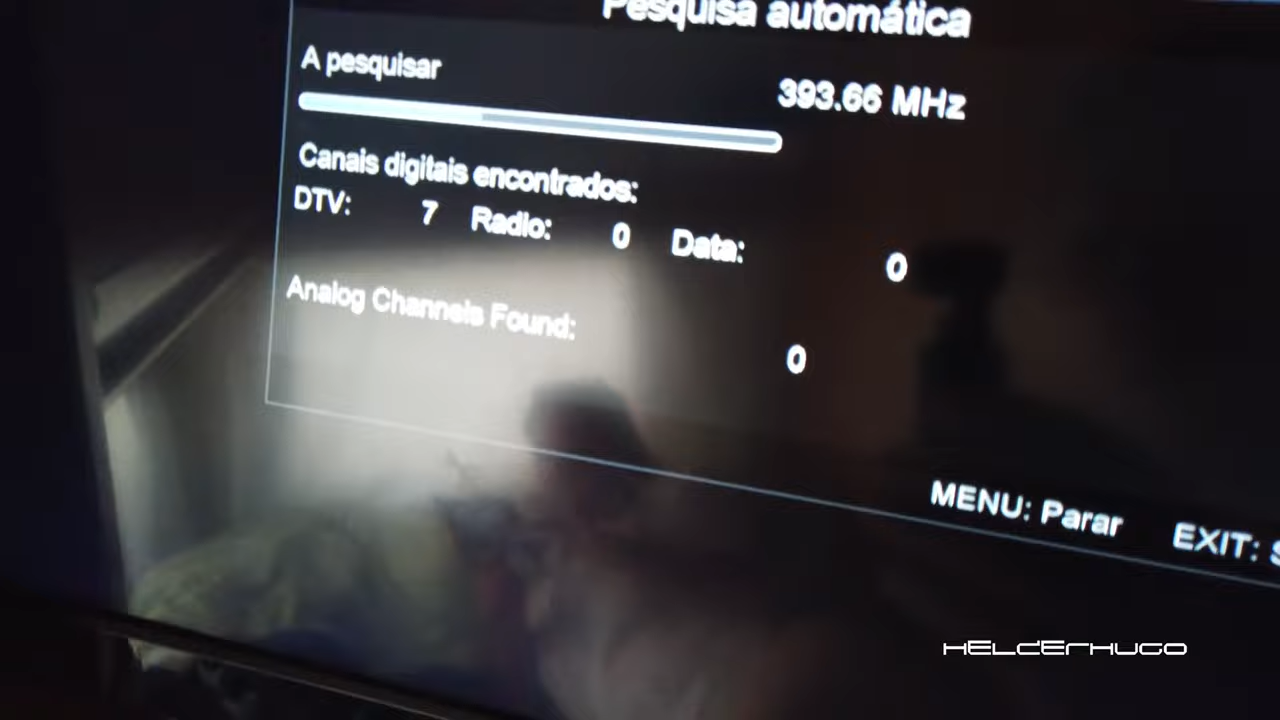 Pesquisa automática
A pesquisar
393.66 MHz
Canais digitais encontrados:
DTV: 7 Radio: 0 Data: 0
Analog Channels Found:
0
MENU: Parar EXIT:
HELDERHUGO